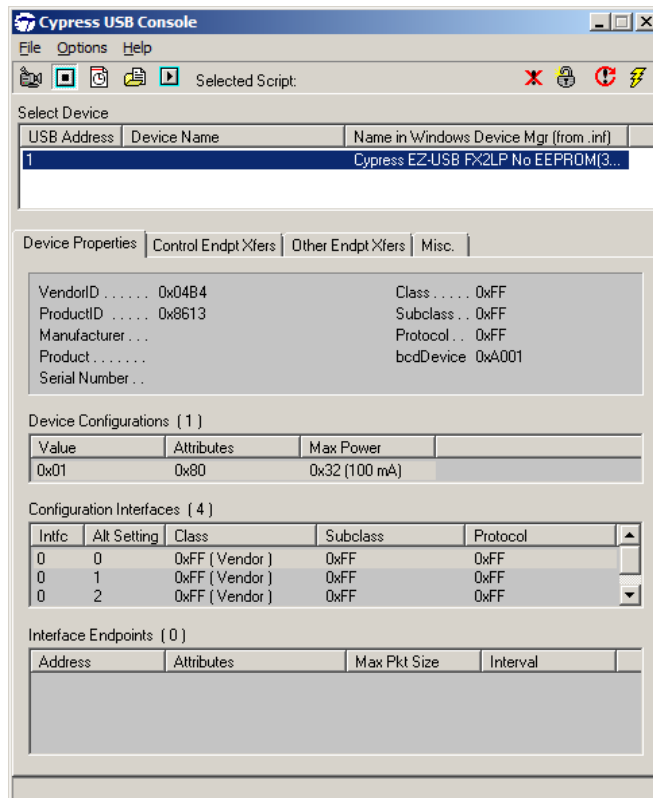 Cypress USB Console
File Options Help
Selected Script:
Select Device
USB Address Device Name Name in Windows Device Mgr (from .inf)
1 Cypress EZ-USB FX2LP No EEPROM(3...
Device Properties Control Endpt Xfers Other Endpt Xfers Misc.
VendorID . . . . . . 0x04B4 Class . . . . . 0xFF
ProductID . . . . . 0x8613 Subclass . . 0xFF
Manufacturer . . . Protocol . . 0xFF
Product . . . . . . . bcdDevice 0xA001
Serial Number . .
Device Configurations ( 1 )
Value Attributes Max Power
0x01 0x80 0x32 (100 mA)
Configuration Interfaces ( 4 )
Intfc Alt Setting Class Subclass Protocol
0 0 0xFF ( Vendor ) 0xFF 0xFF
0 1 0xFF ( Vendor ) 0xFF 0xFF
0 2 0xFF ( Vendor ) 0xFF 0xFF
Interface Endpoints ( 0 )
Address Attributes Max Pkt Size Interval